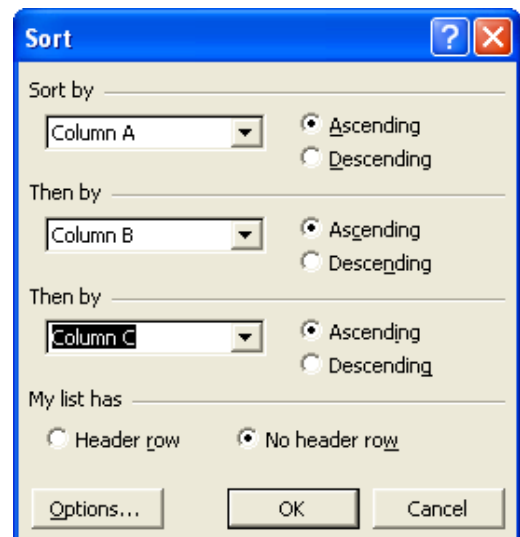 Sort
Sort by
Column A
Ascending
Descending
Then by
Column B
Ascending
Descending
Then by
Column C
Ascending
Descending
My list has
Header row
No header row
Options...
OK
Cancel